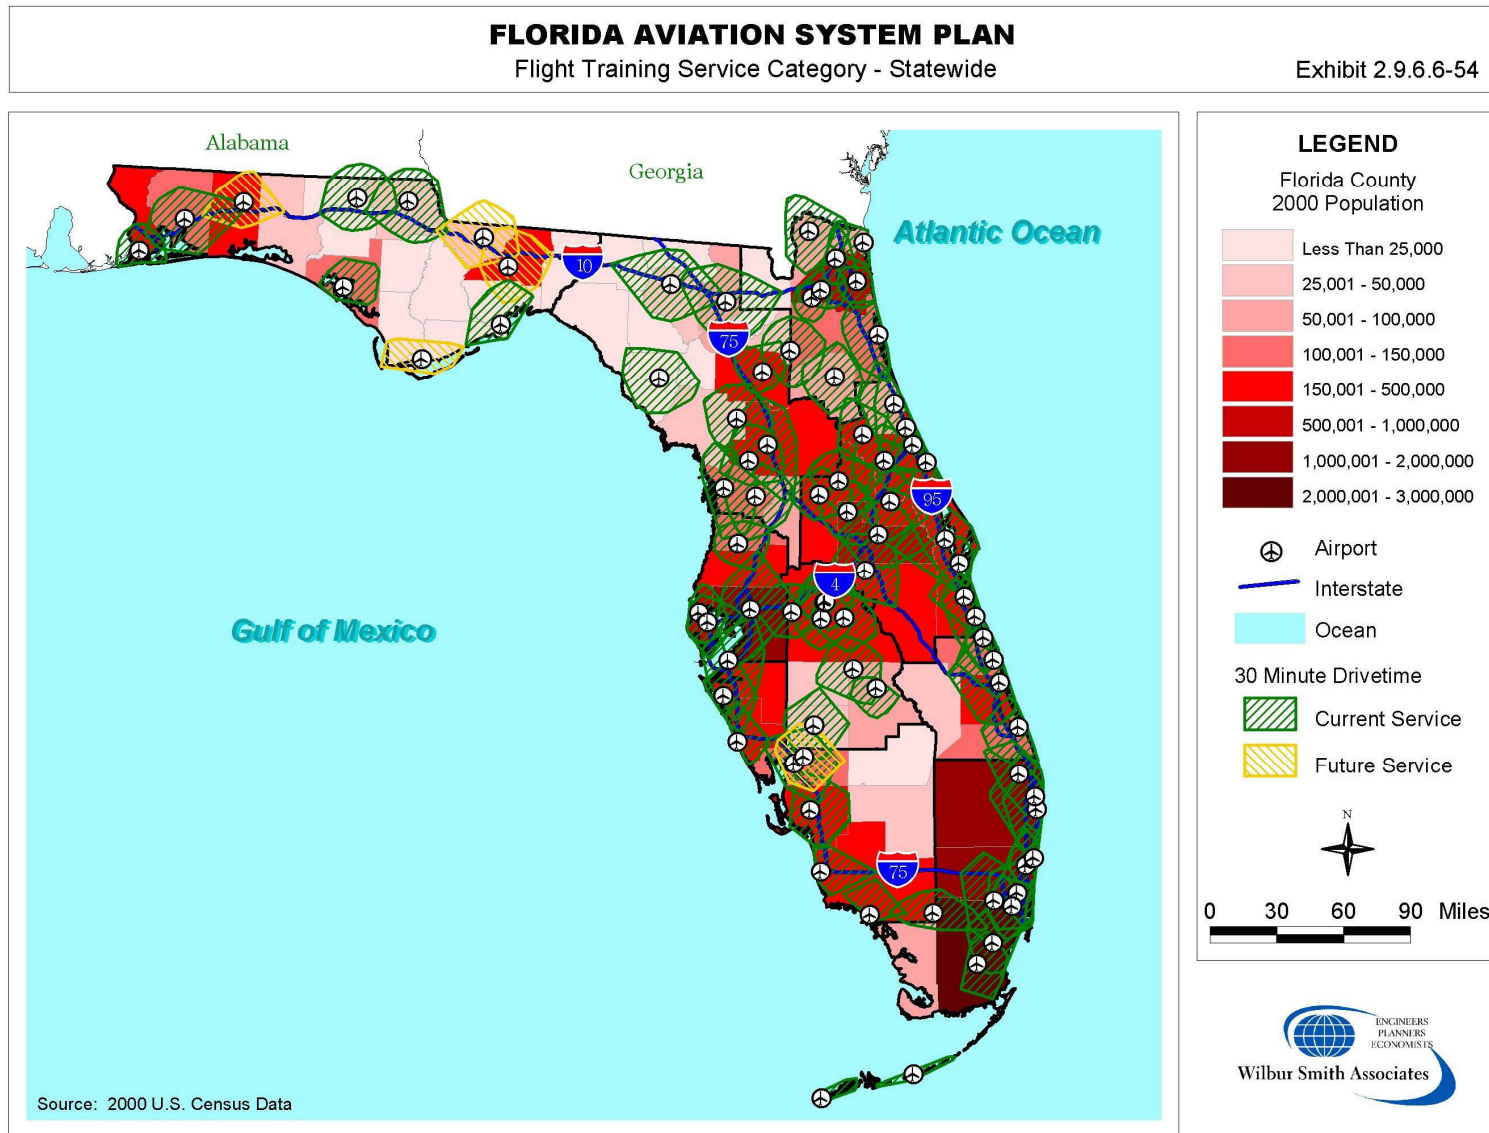 FLORIDA AVIATION SYSTEM PLAN
Flight Training Service Category - Statewide
Exhibit 2.9.6.6-54
Alabama
Georgia
Atlantic Ocean
10
75
95
4
Gulf of Mexico
75
Source: 2000 U.S. Census Data
LEGEND
Florida County
2000 Population
Less Than 25,000
25,001 - 50,000
50,001 - 100,000
100,001 - 150,000
150,001 - 500,000
500,001 - 1,000,000
1,000,001 - 2,000,000
2,000,001 - 3,000,000
Airport
Interstate
Ocean
30 Minute Drivetime
Current Service
Future Service
N
0 30 60 90 Miles
ENGINEERS
PLANNERS
ECONOMISTS
Wilbur Smith Associates